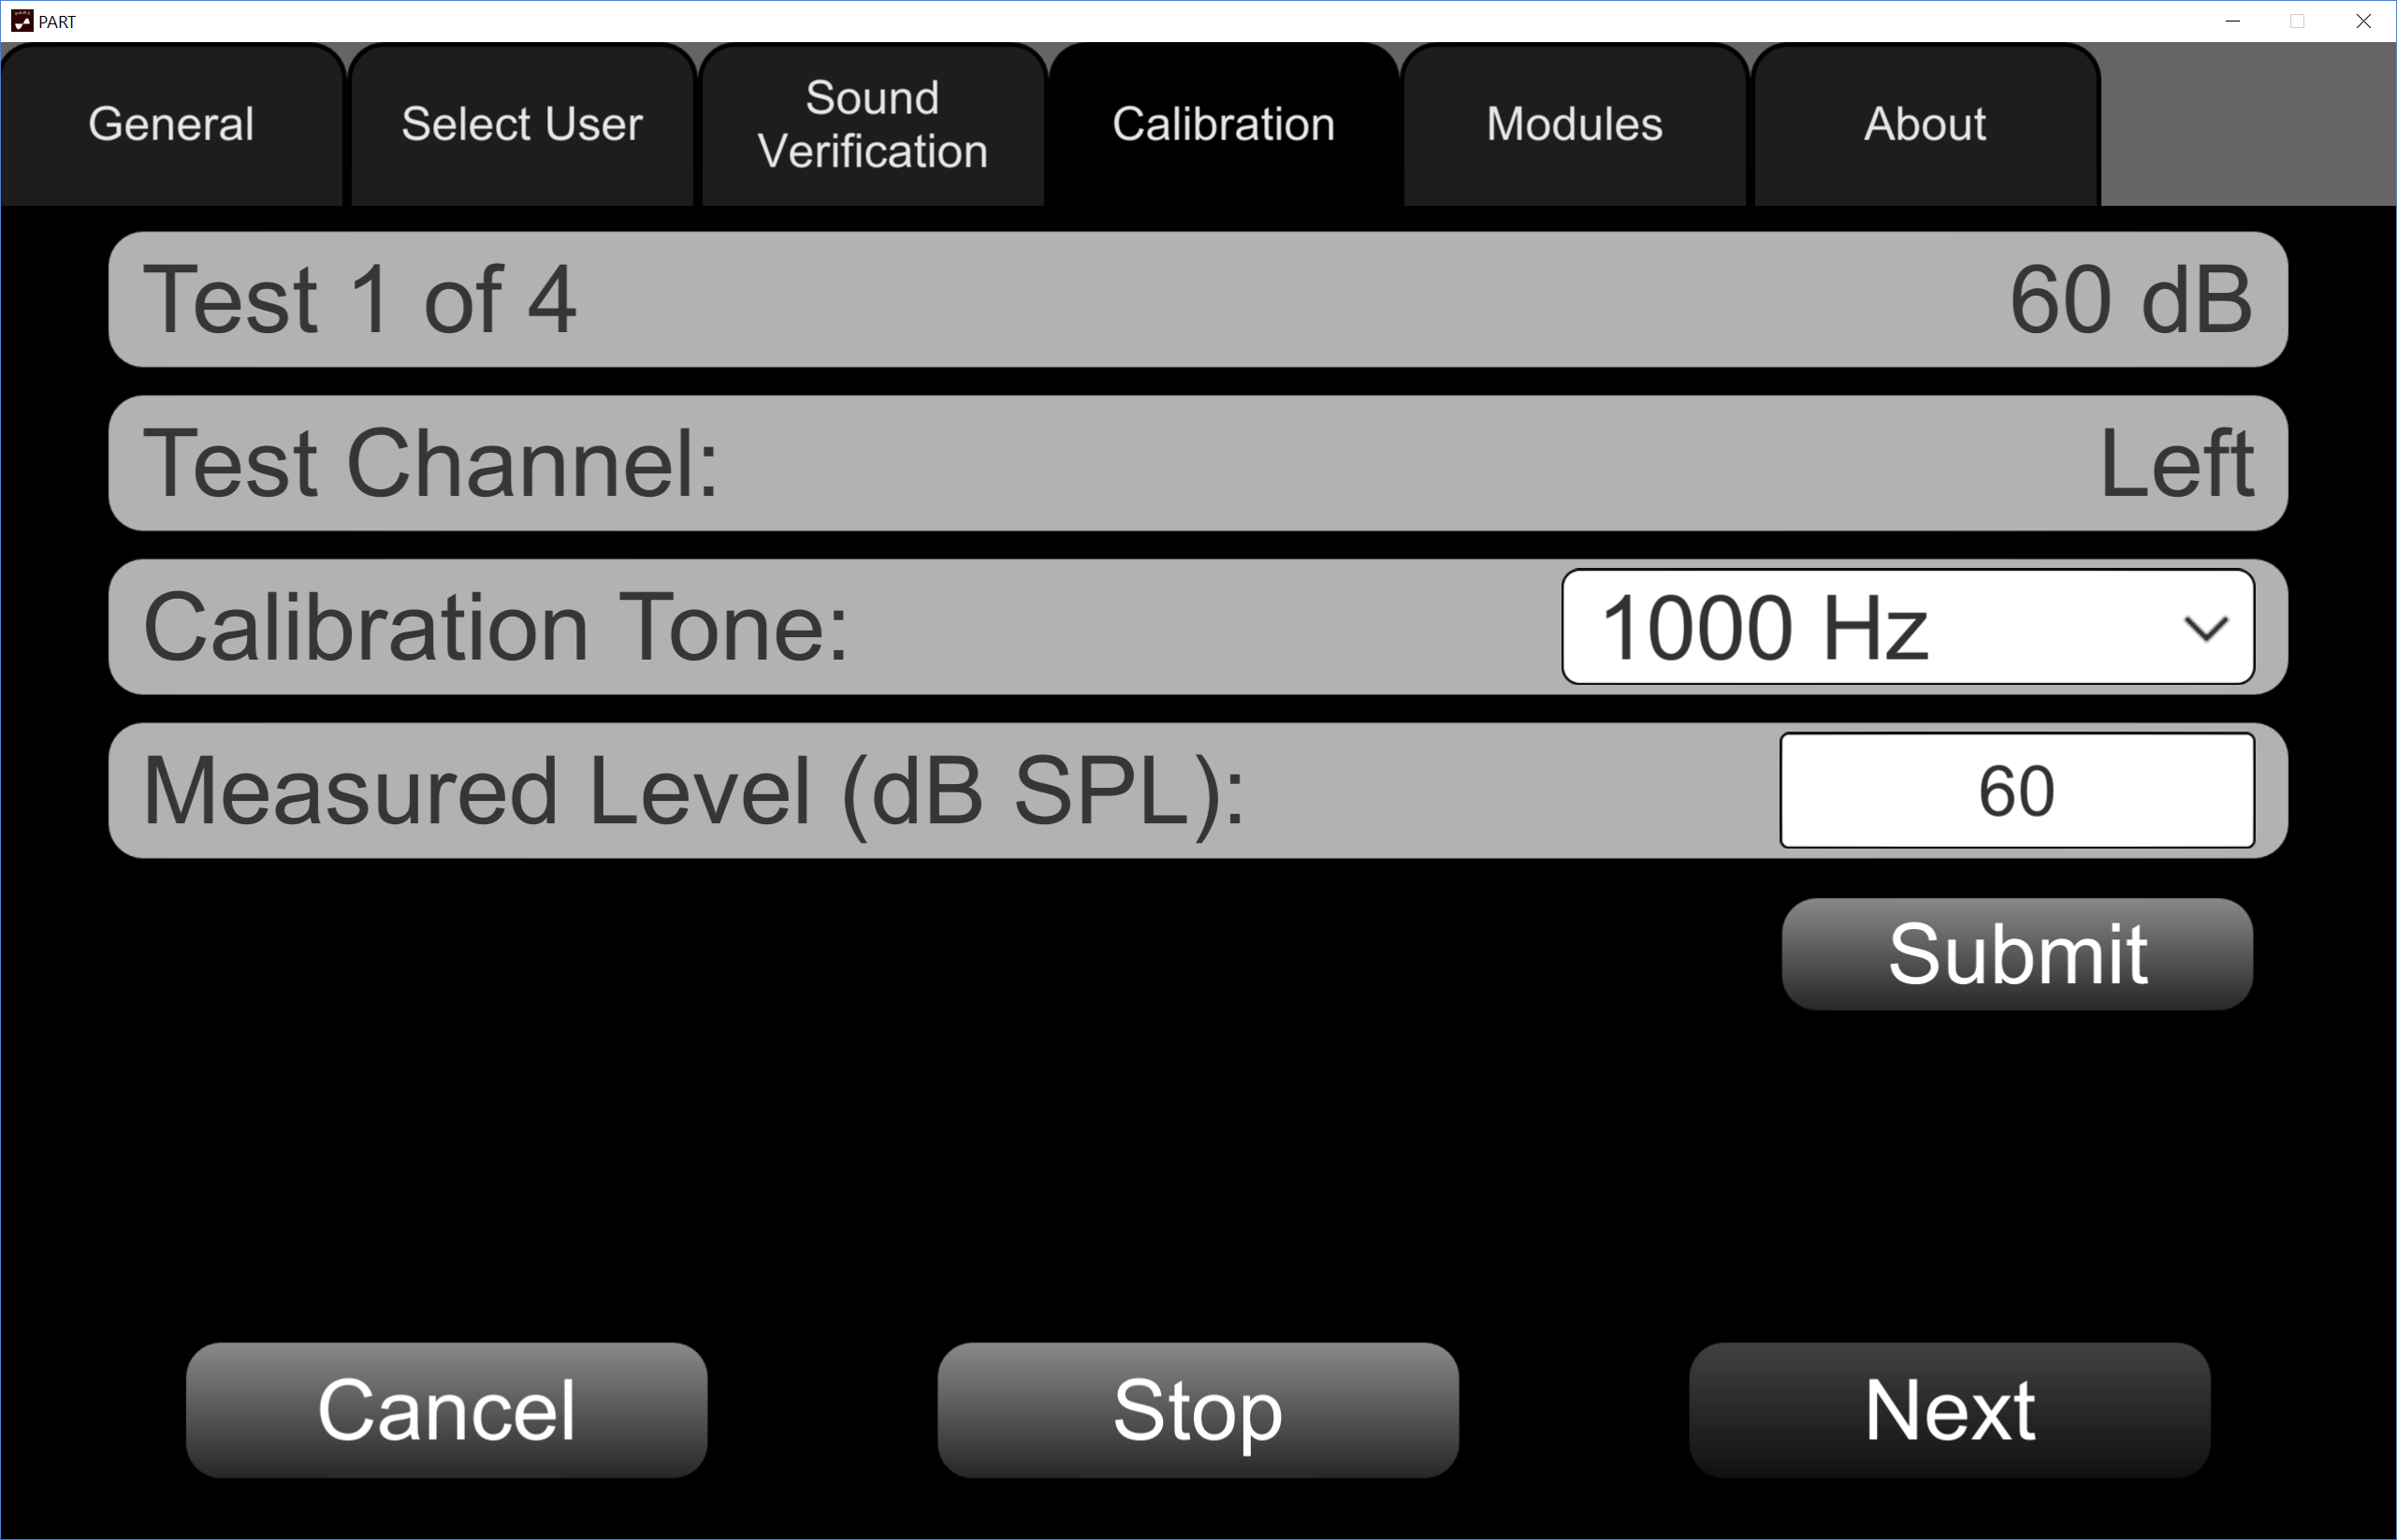 PART
General
Select User
Sound
Verification
Calibration
Modules
About
Test 1 of 4 60 dB
Test Channel: Left
Calibration Tone: 1000 Hz
Measured Level (dB SPL): 60
Submit
Cancel
Stop
Next